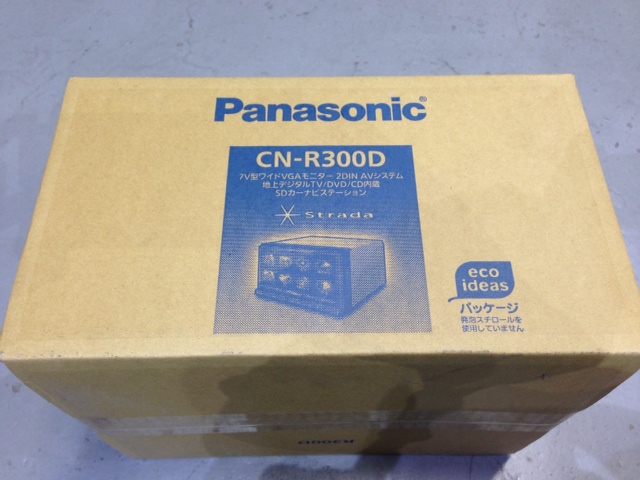 Panasonic®
CN-R300D
7V型ワイドVGAモニター 2DIN AVシステム
地上デジタルTV/DVD/CD内蔵
SDカーナビステーション
Strada
eco
ideas
パッケージ
発泡スチロールを
使用していません
R300D